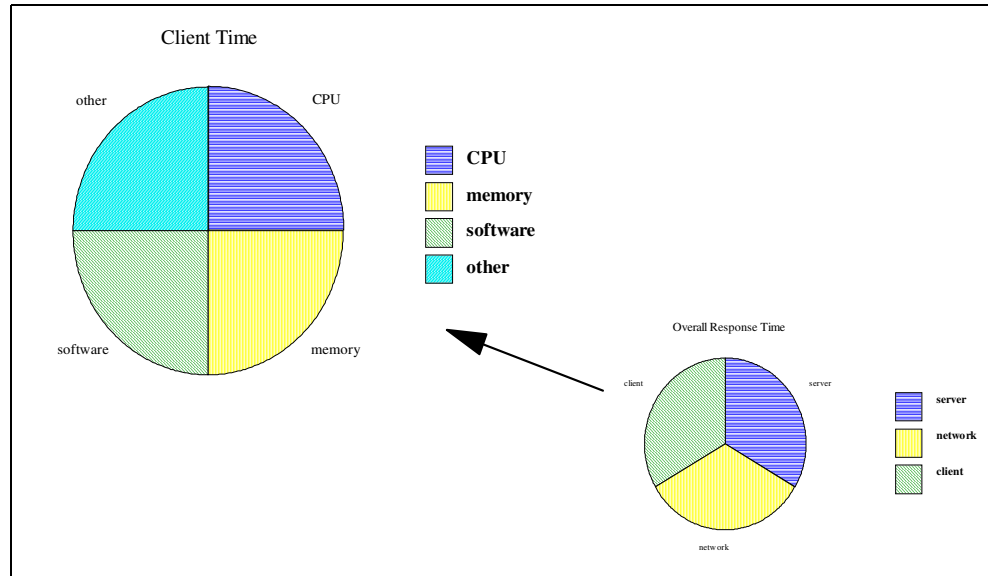 Client Time
other
CPU
software
memory
CPU
memory
software
other
Overall Response Time
client
server
network
server
network
client